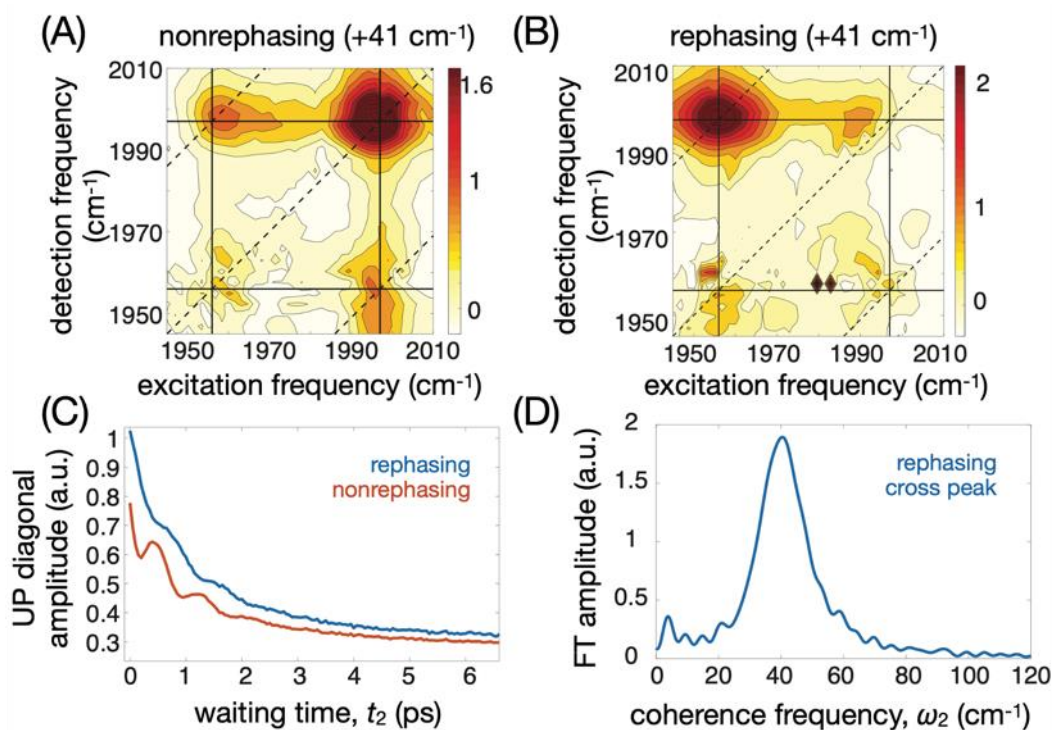 (A)
nonrephasing (+41 cm-1)
2010
1990
1970
1950
detection frequency
(cm-1)
1950 1970 1990 2010
excitation frequency (cm-1)
1.6
1
0
(B)
rephasing (+41 cm-1)
2010
1990
1970
1950
detection frequency
(cm-1)
1950 1970 1990 2010
excitation frequency (cm-1)
2
1
0
(C)
UP diagonal
amplitude (a.u.)
1
0.9
0.8
0.7
0.6
0.5
0.4
0.3
rephasing
nonrephasing
0 1 2 3 4 5 6
waiting time, t2 (ps)
(D)
FT amplitude (a.u.)
2
1.5
1
0.5
0
rephasing
cross peak
0 20 40 60 80 100 120
coherence frequency, ω2 (cm-1)